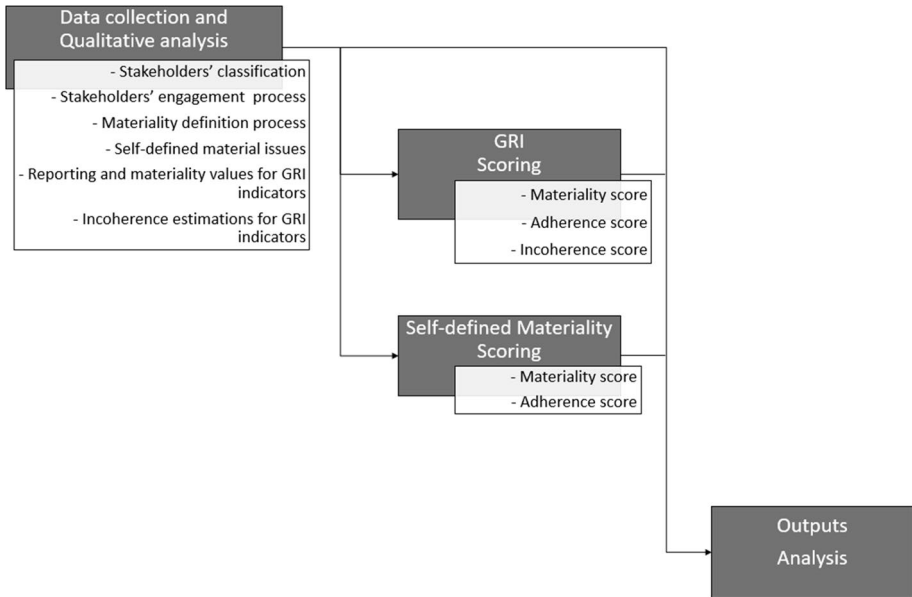 Data collection and
Qualitative analysis
- Stakeholders' classification
- Stakeholders' engagement process
- Materiality definition process
- Self-defined material issues
- Reporting and materiality values for GRI
indicators
- Incoherence estimations for GRI
indicators
GRI
Scoring
- Materiality score
- Adherence score
- Incoherence score
Self-defined Materiality
Scoring
- Materiality score
- Adherence score
Outputs
Analysis